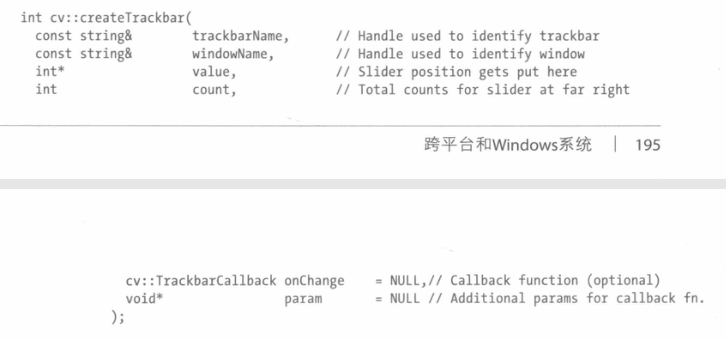 int cv::createTrackbar(
const string& trackbarName, // Handle used to identify trackbar
const string& windowName, // Handle used to identify window
int* value, // Slider position gets put here
int count, // Total counts for slider at far right
跨平台和Windows系统 | 195
cv::TrackbarCallback onChange = NULL,// Callback function (optional)
void* param = NULL // Additional params for callback fn.
);